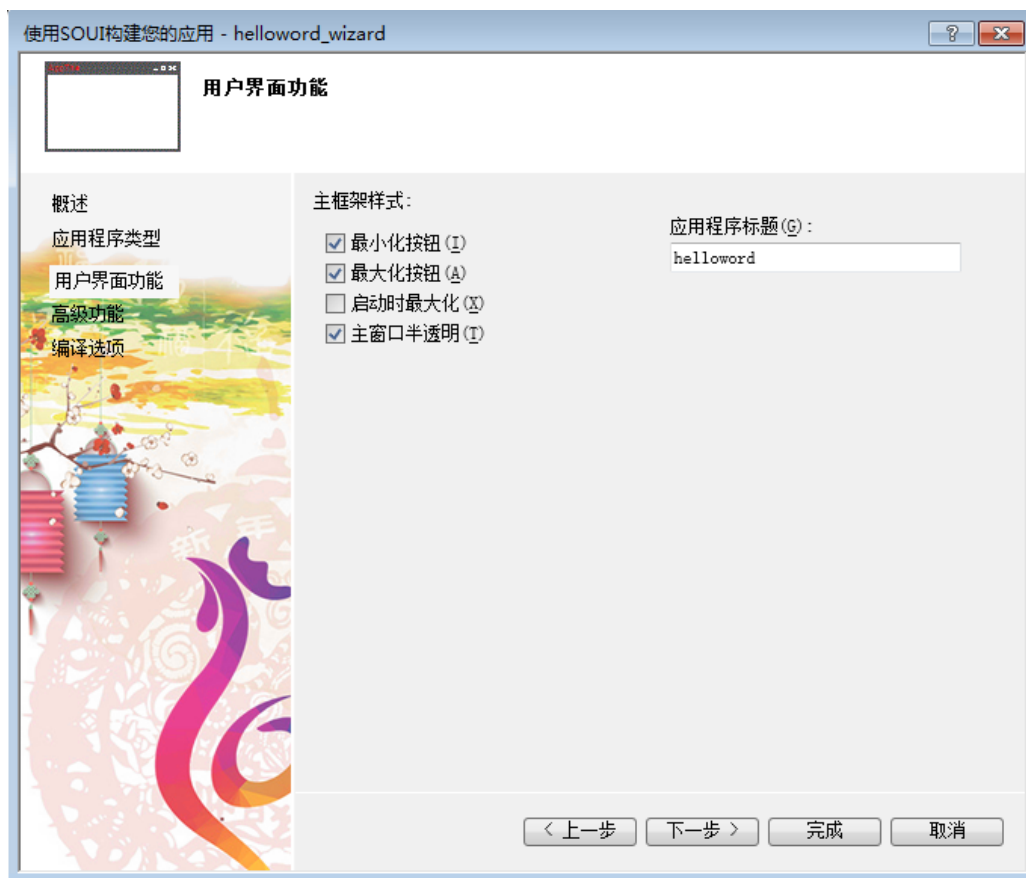 使用SOUI构建您的应用 - helloword_wizard
用户界面功能
概述
应用程序类型
用户界面功能
高级功能
编译选项
主框架样式:
最小化按钮(I)
最大化按钮(A)
启动时最大化(X)
主窗口半透明(T)
应用程序标题(G):
helloword
新年
< 上一步
下一步 >
完成
取消